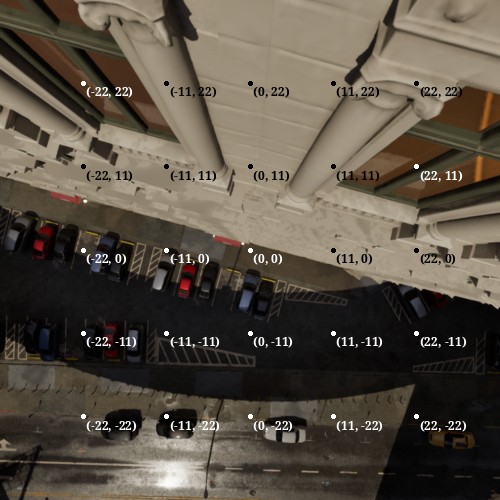 (-22, 22) (-11, 22) (0, 22) (11, 22) (22, 22)
(-22, 11) (-11, 11) (0, 11) (11, 11) (22, 11)
(-22, 0) (-11, 0) (0, 0) (11, 0) (22, 0)
(-22, -11) (-11, -11) (0, -11) (11, -11) (22, -11)
(-22, -22) (-11, -22) (0, -22) (11, -22) (22, -22)